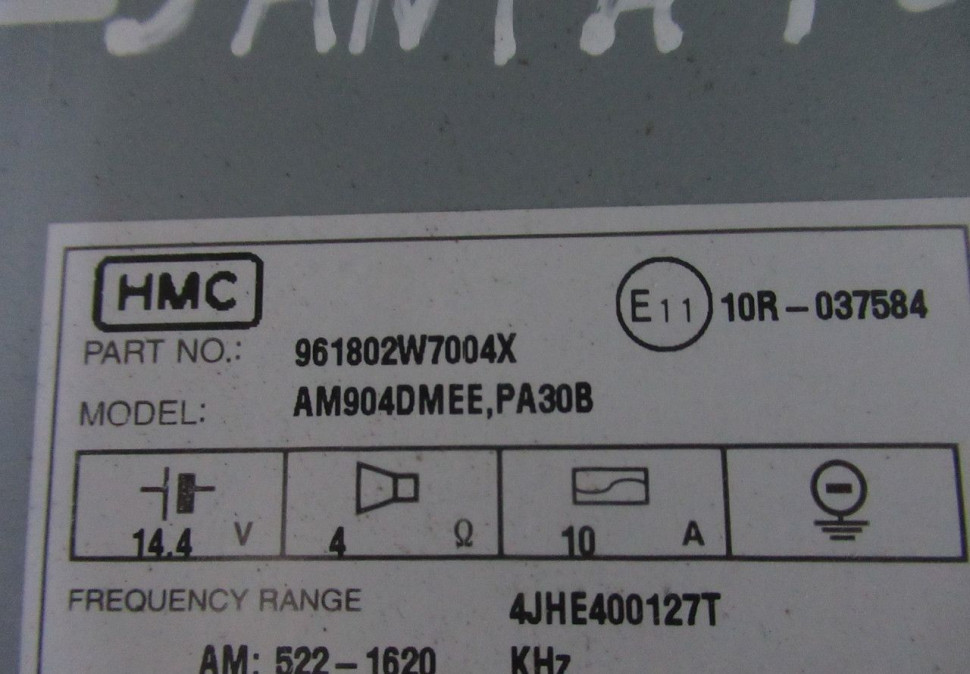 SANTA
HMC
E11 10R-037584
PART NO.: 961802W7004X
MODEL: AM904DMEE,PA30B
14.4 V 4 Ω 10 A
FREQUENCY RANGE 4JHE400127T
AM: 522-1620 KHz